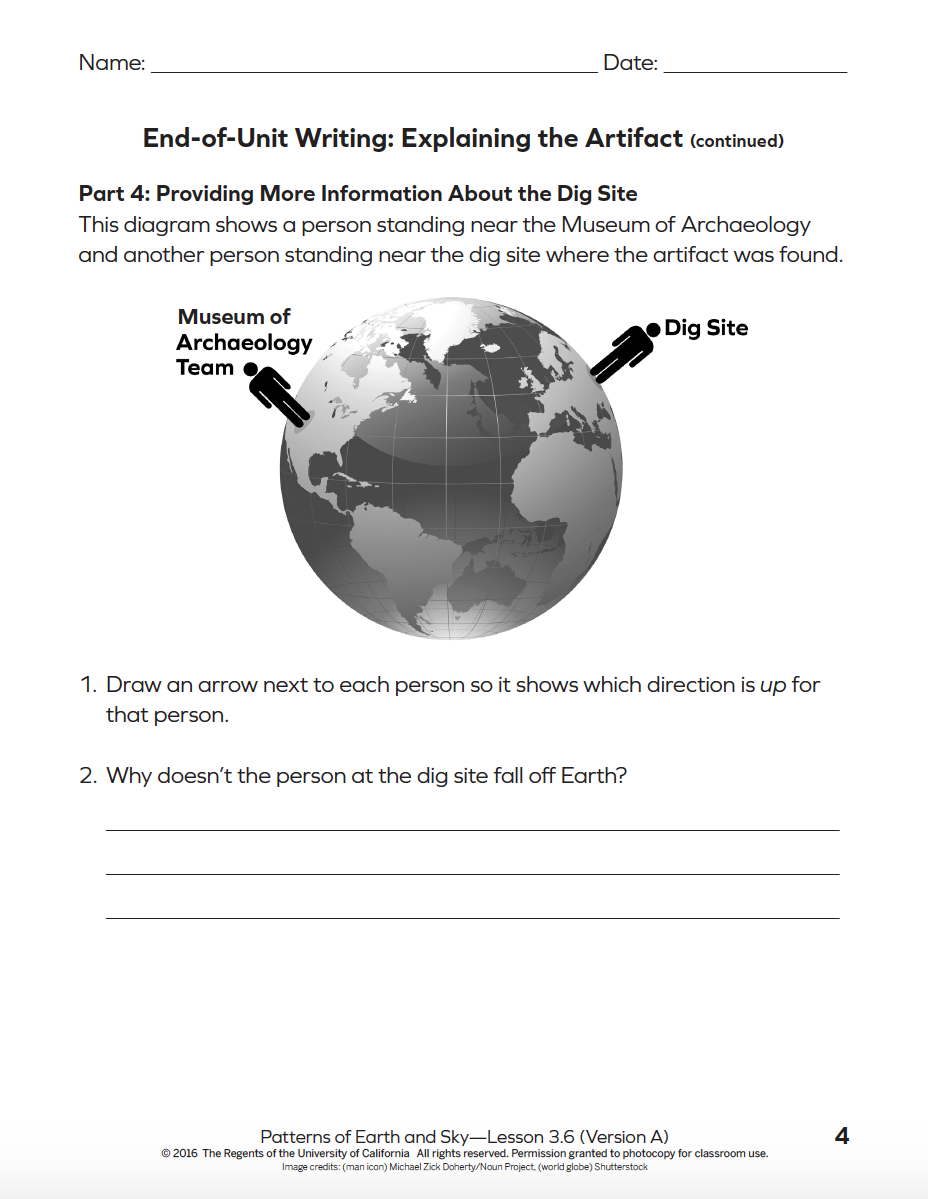 Name: Date:
End-of-Unit Writing: Explaining the Artifact (continued)
Part 4: Providing More Information About the Dig Site
This diagram shows a person standing near the Museum of Archaeology
and another person standing near the dig site where the artifact was found.
Museum of
Archaeology
Team
Dig Site
1. Draw an arrow next to each person so it shows which direction is up for
that person.
2. Why doesn’t the person at the dig site fall off Earth?
Patterns of Earth and Sky—Lesson 3.6 (Version A)
4
© 2016 The Regents of the University of California All rights reserved. Permission granted to photocopy for classroom use.
Image credits: (man icon) Michael Zick Doherty/Noun Project, (world globe) Shutterstock